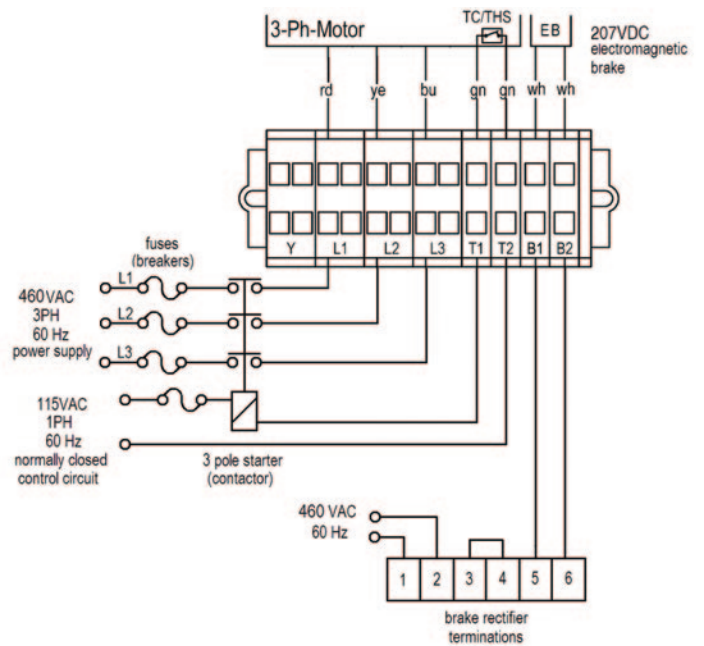 3-Ph-Motor
TC/THS
EB
207VDC
electromagnetic
brake
rd
ye
bu
gn
gn
wh
wh
Y
L1
L2
L3
T1
T2
B1
B2
fuses
(breakers)
L1
L2
L3
460VAC
3PH
60 Hz
power supply
115VAC
1PH
60 Hz
normally closed
control circuit
3 pole starter
(contactor)
460 VAC
60 Hz
1
2
3
4
5
6
brake rectifier
terminations